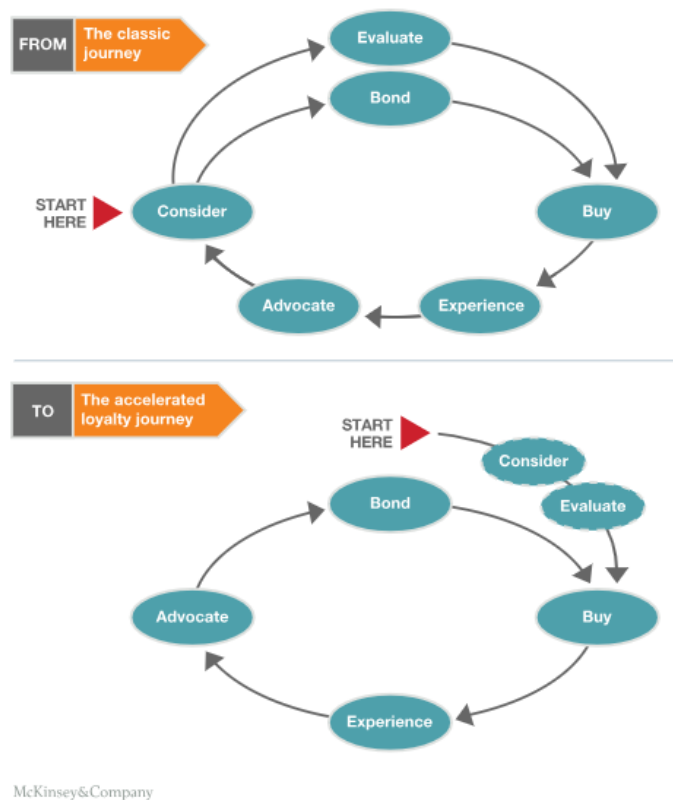 FROM
The classic
journey
Evaluate
Bond
START
HERE
Consider
Buy
Advocate
Experience
TO
The accelerated
loyalty journey
START
HERE
Consider
Evaluate
Bond
Advocate
Buy
Experience
McKinsey&Company